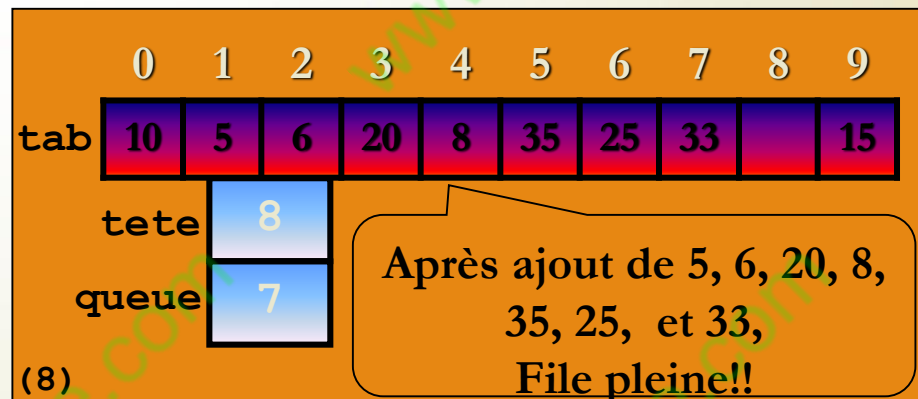 0 1 2 3 4 5 6 7 8 9
tab 10 5 6 20 8 35 25 33 15
tete 8
queue 7
Après ajout de 5, 6, 20, 8,
35, 25, et 33,
File pleine!!
(8)